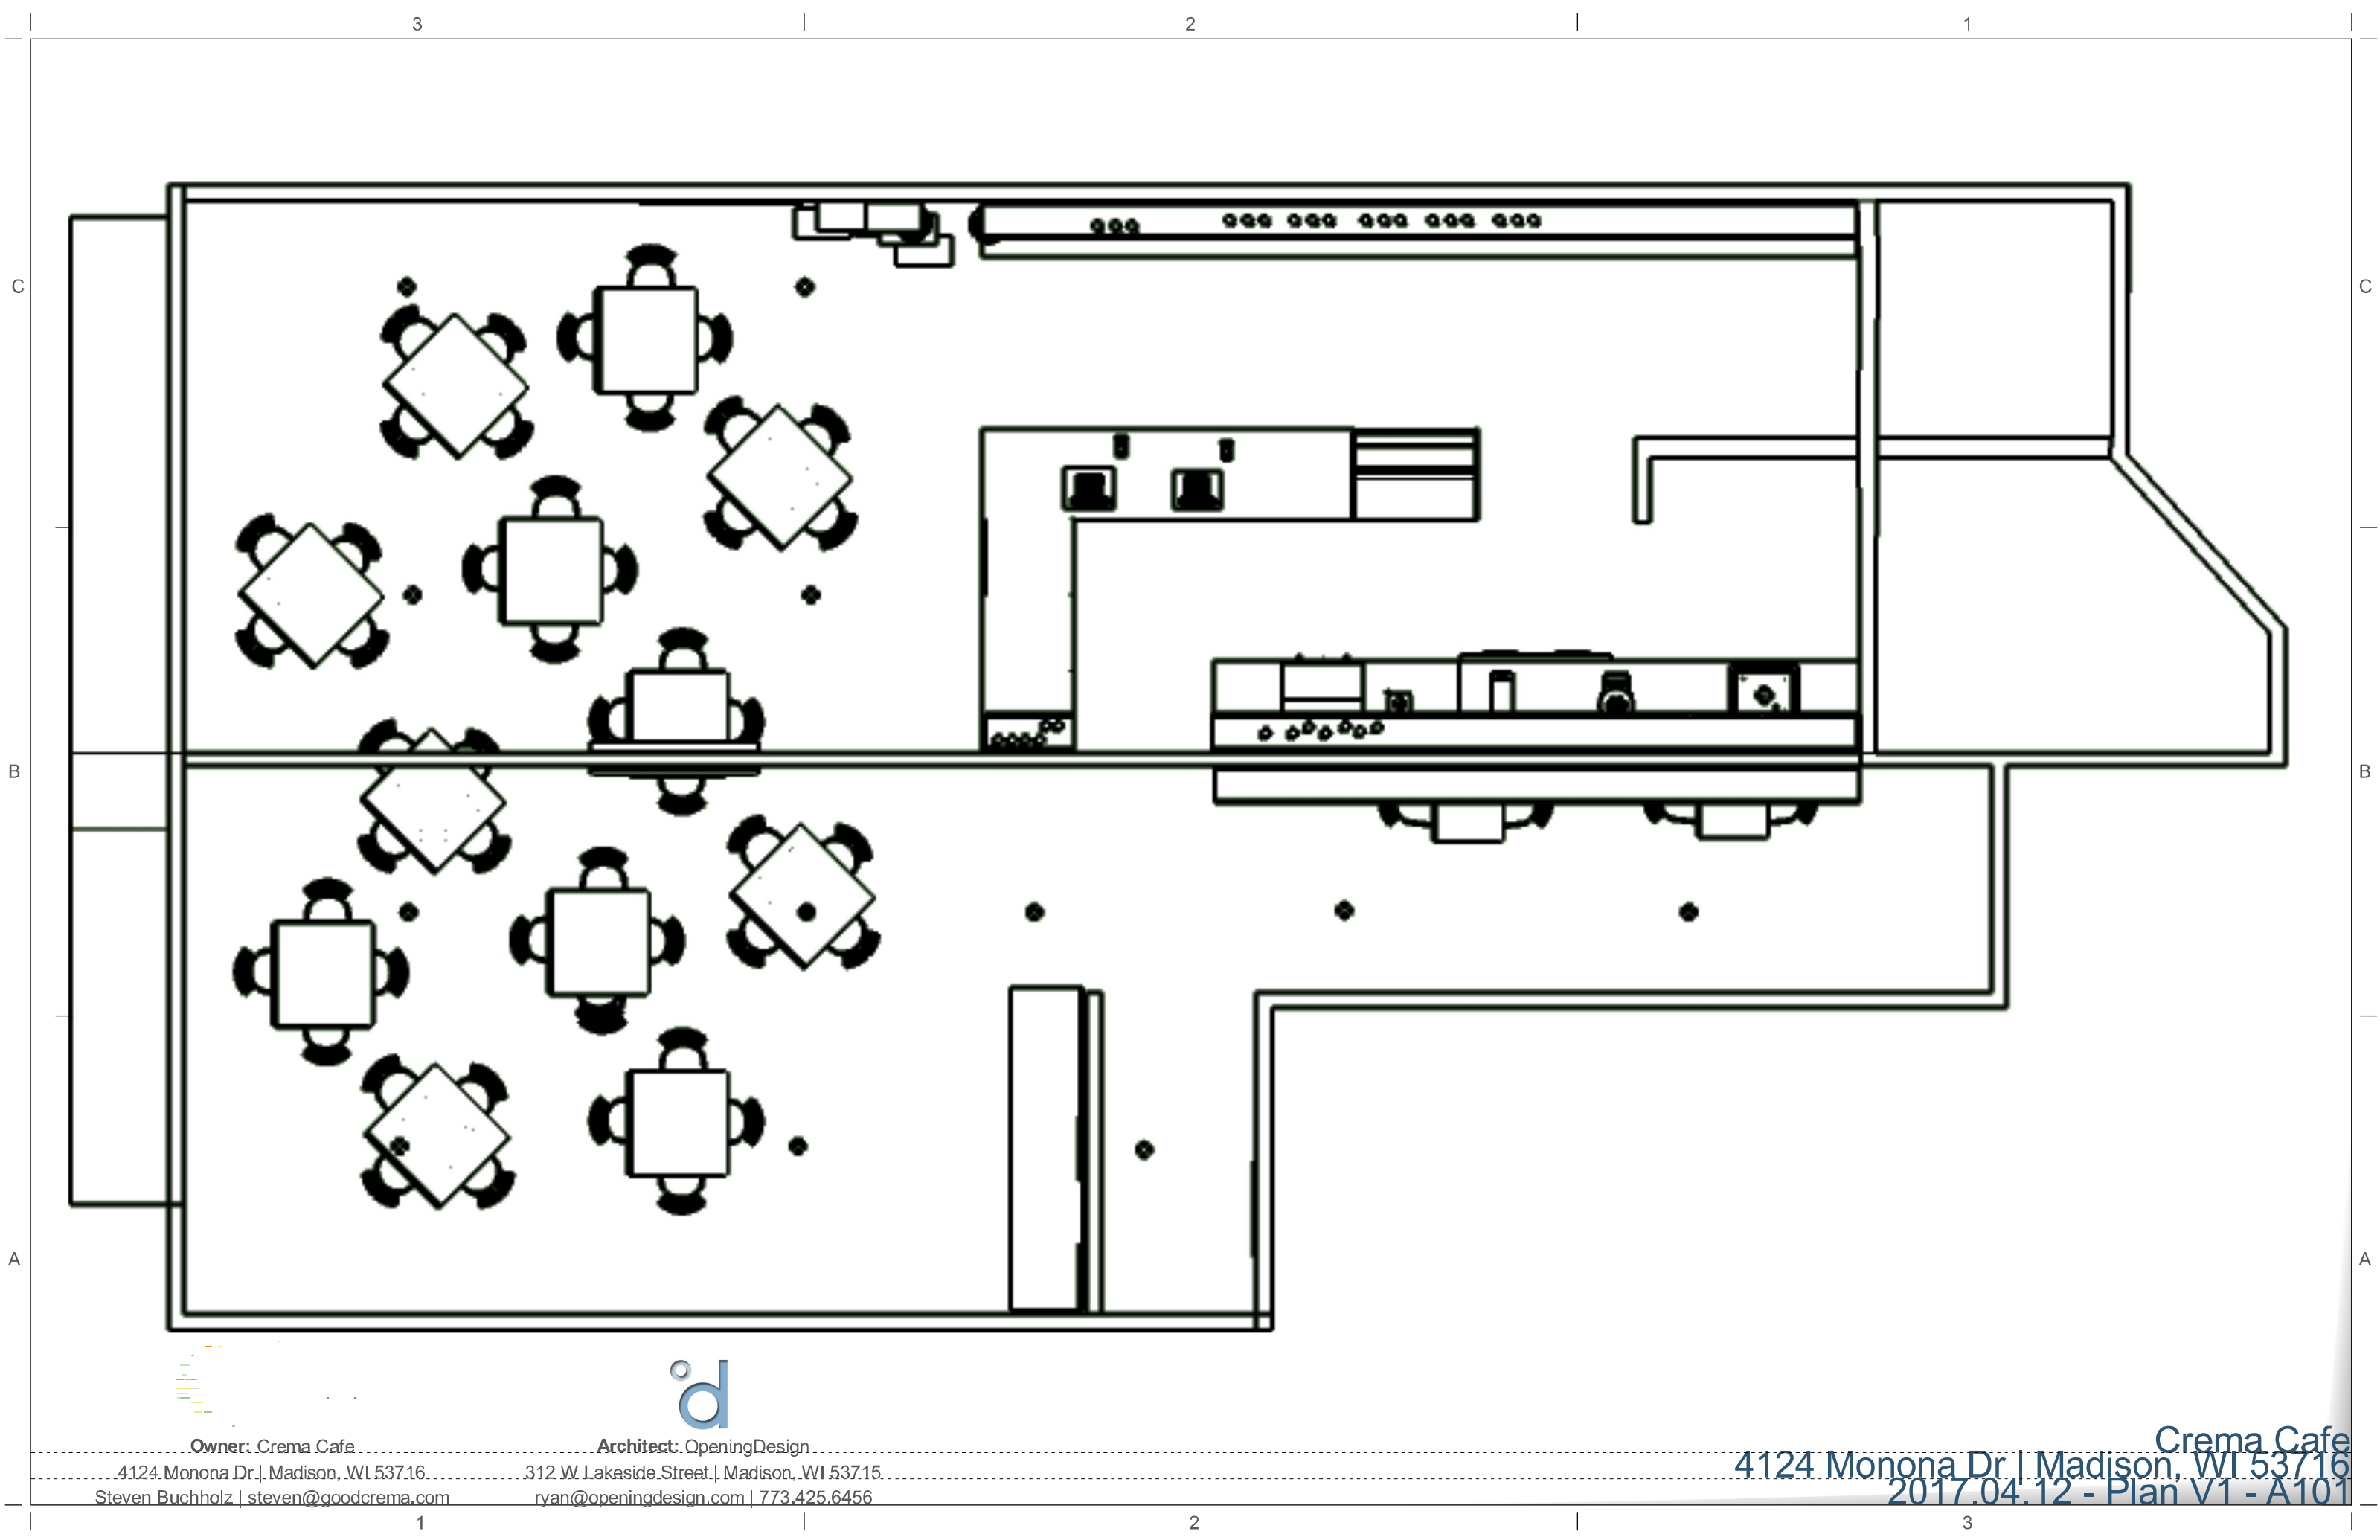 3 2 1
C C
B B
A A
d
Owner: Crema Cafe
4124 Monona Dr | Madison, WI 53716
Steven Buchholz | steven@goodcrema.com
Architect: OpeningDesign
312 W Lakeside Street | Madison, WI 53715
ryan@openingdesign.com | 773.425.6456
Crema Cafe
4124 Monona Dr | Madison, WI 53716
2017.04.12 - Plan V1 - A101
1 2 3